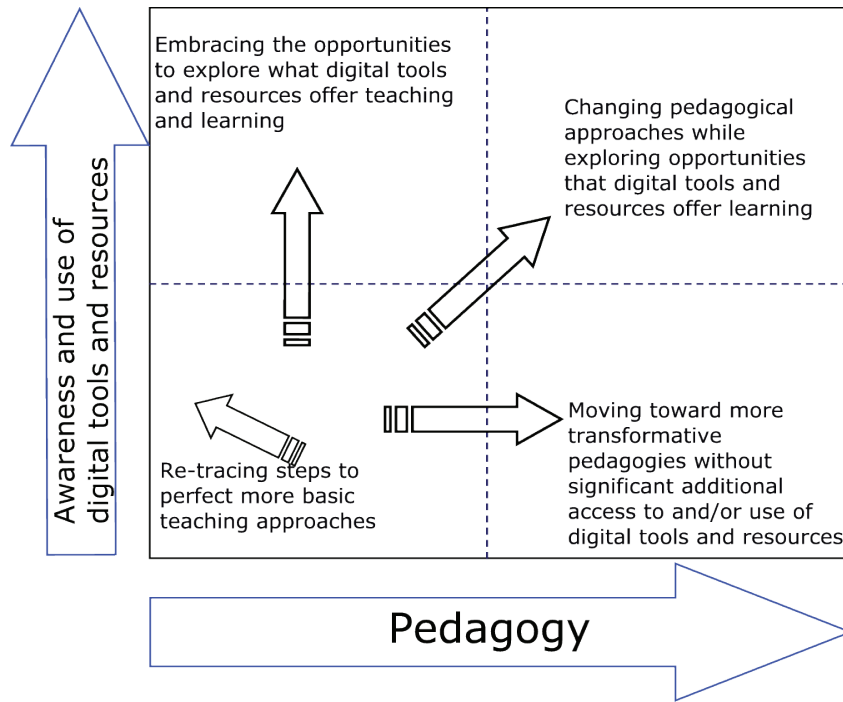 Embracing the opportunities
to explore what digital tools
and resources offer teaching
and learning
Changing pedagogical
approaches while
exploring opportunities
that digital tools and
resources offer learning
Awareness and use of
digital tools and resources
Re-tracing steps to
perfect more basic
teaching approaches
Moving toward more
transformative
pedagogies without
significant additional
access to and/or use of
digital tools and resources
Pedagogy